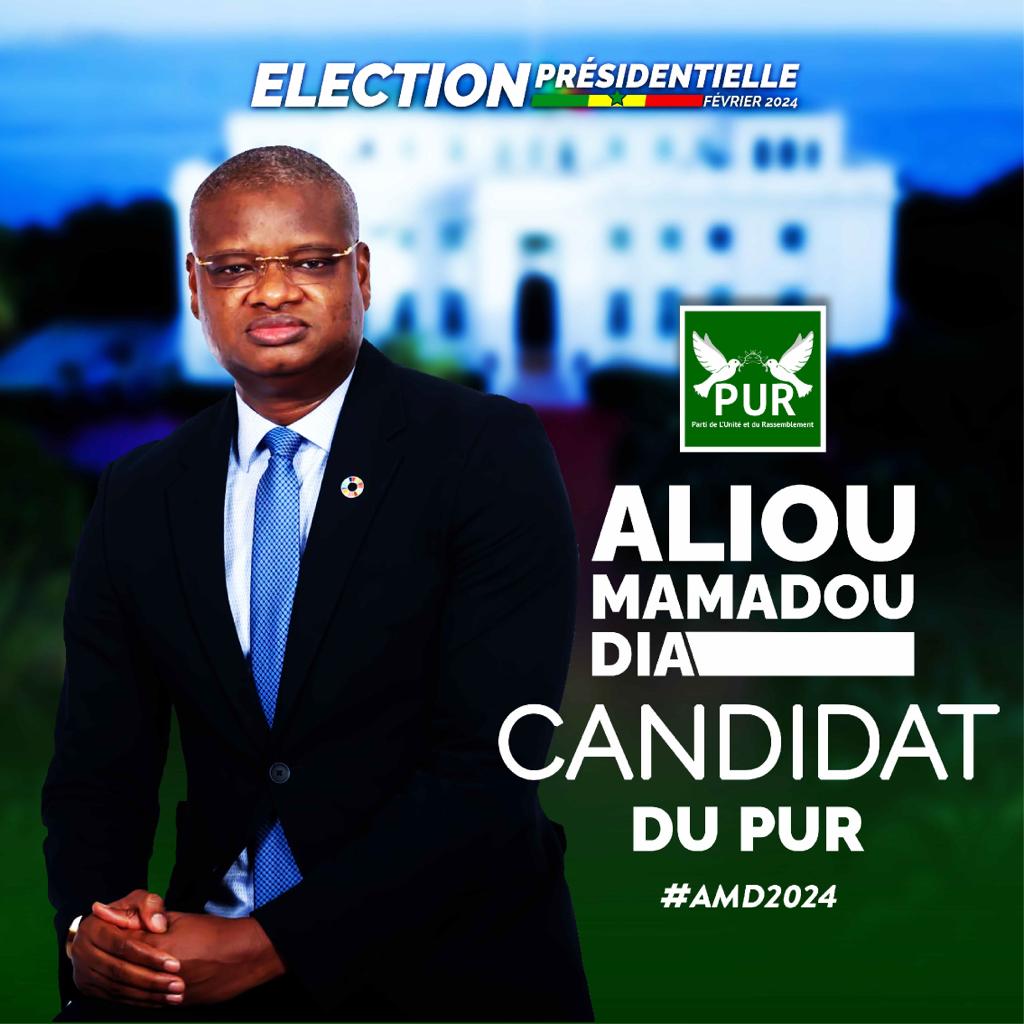 ELECTION PRÉSIDENTIELLE
FÉVRIER 2024
PUR
Parti de L'Unité et du Rassemblement
ALIOU
MAMADOU
DIA
CANDIDAT
DU PUR
#AMD2024